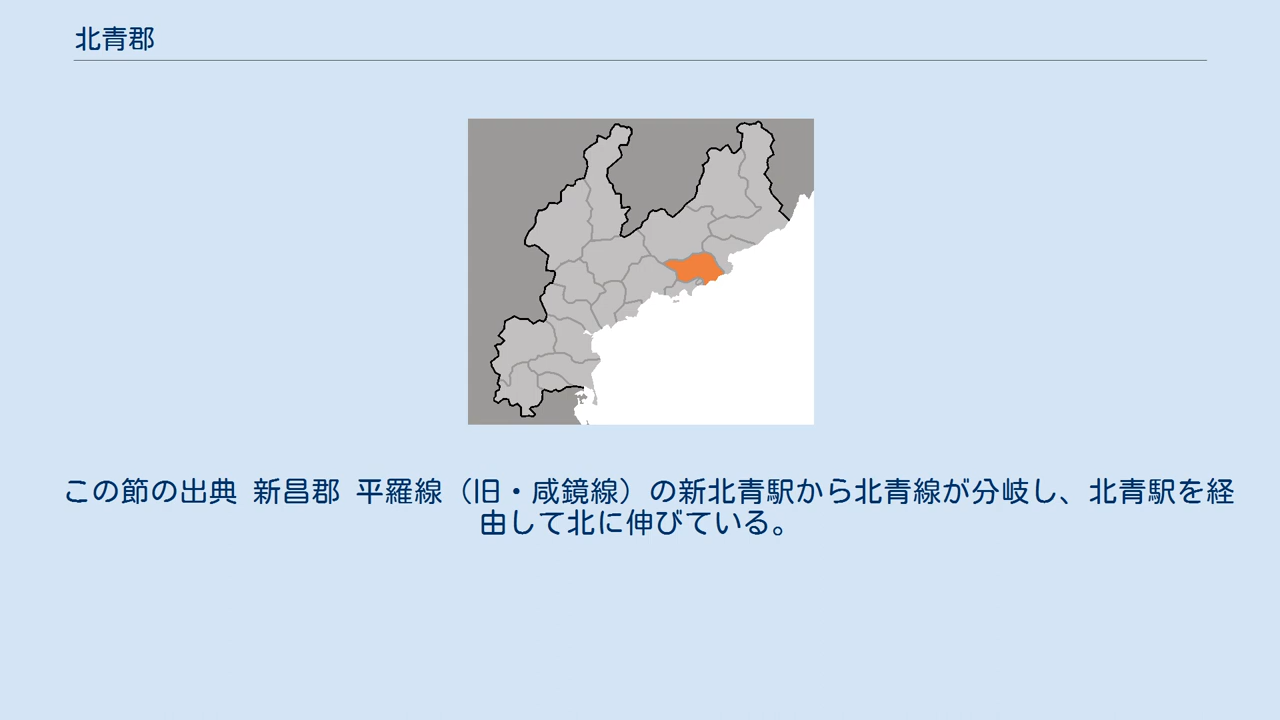 北青郡
この節の出典 新昌郡 平羅線（旧・咸鏡線）の新北青駅から北青線が分岐し、北青駅を経
由して北に伸びている。